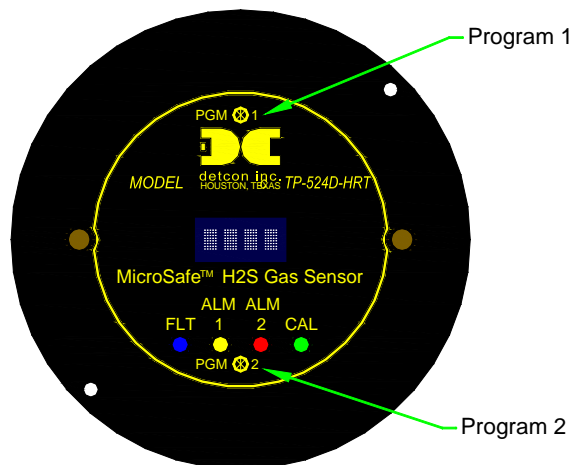 Program 1
PGM 1
detcon inc.
MODEL HOUSTON, TEXAS TP-524D-HRT
MicroSafe™ H2S Gas Sensor
ALM ALM
FLT 1 2 CAL
PGM 2
Program 2